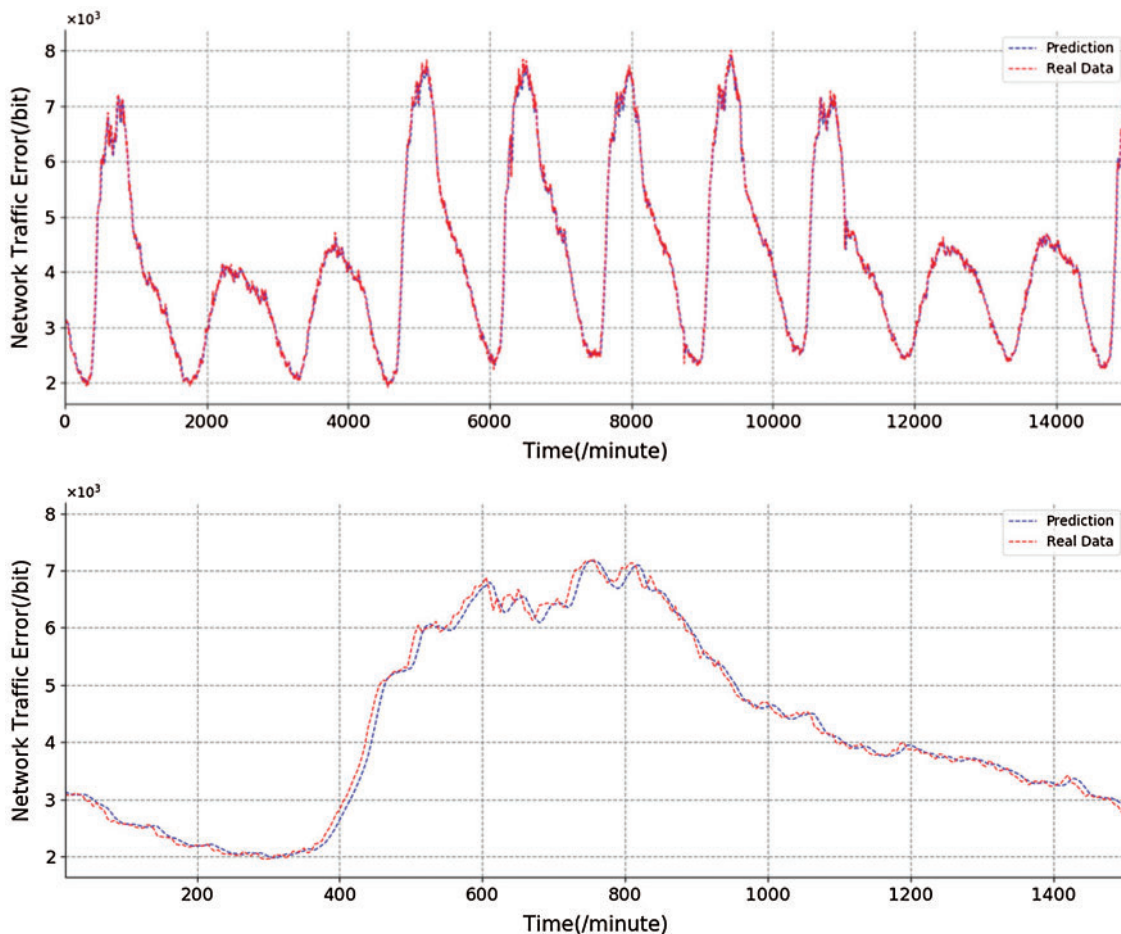 ×10³
8
7
6
5
4
3
2
Network Traffic Error(/bit)
Prediction
Real Data
0 2000 4000 6000 8000 10000 12000 14000
Time(/minute)
×10³
8
7
6
5
4
3
2
Network Traffic Error(/bit)
Prediction
Real Data
200 400 600 800 1000 1200 1400
Time(/minute)